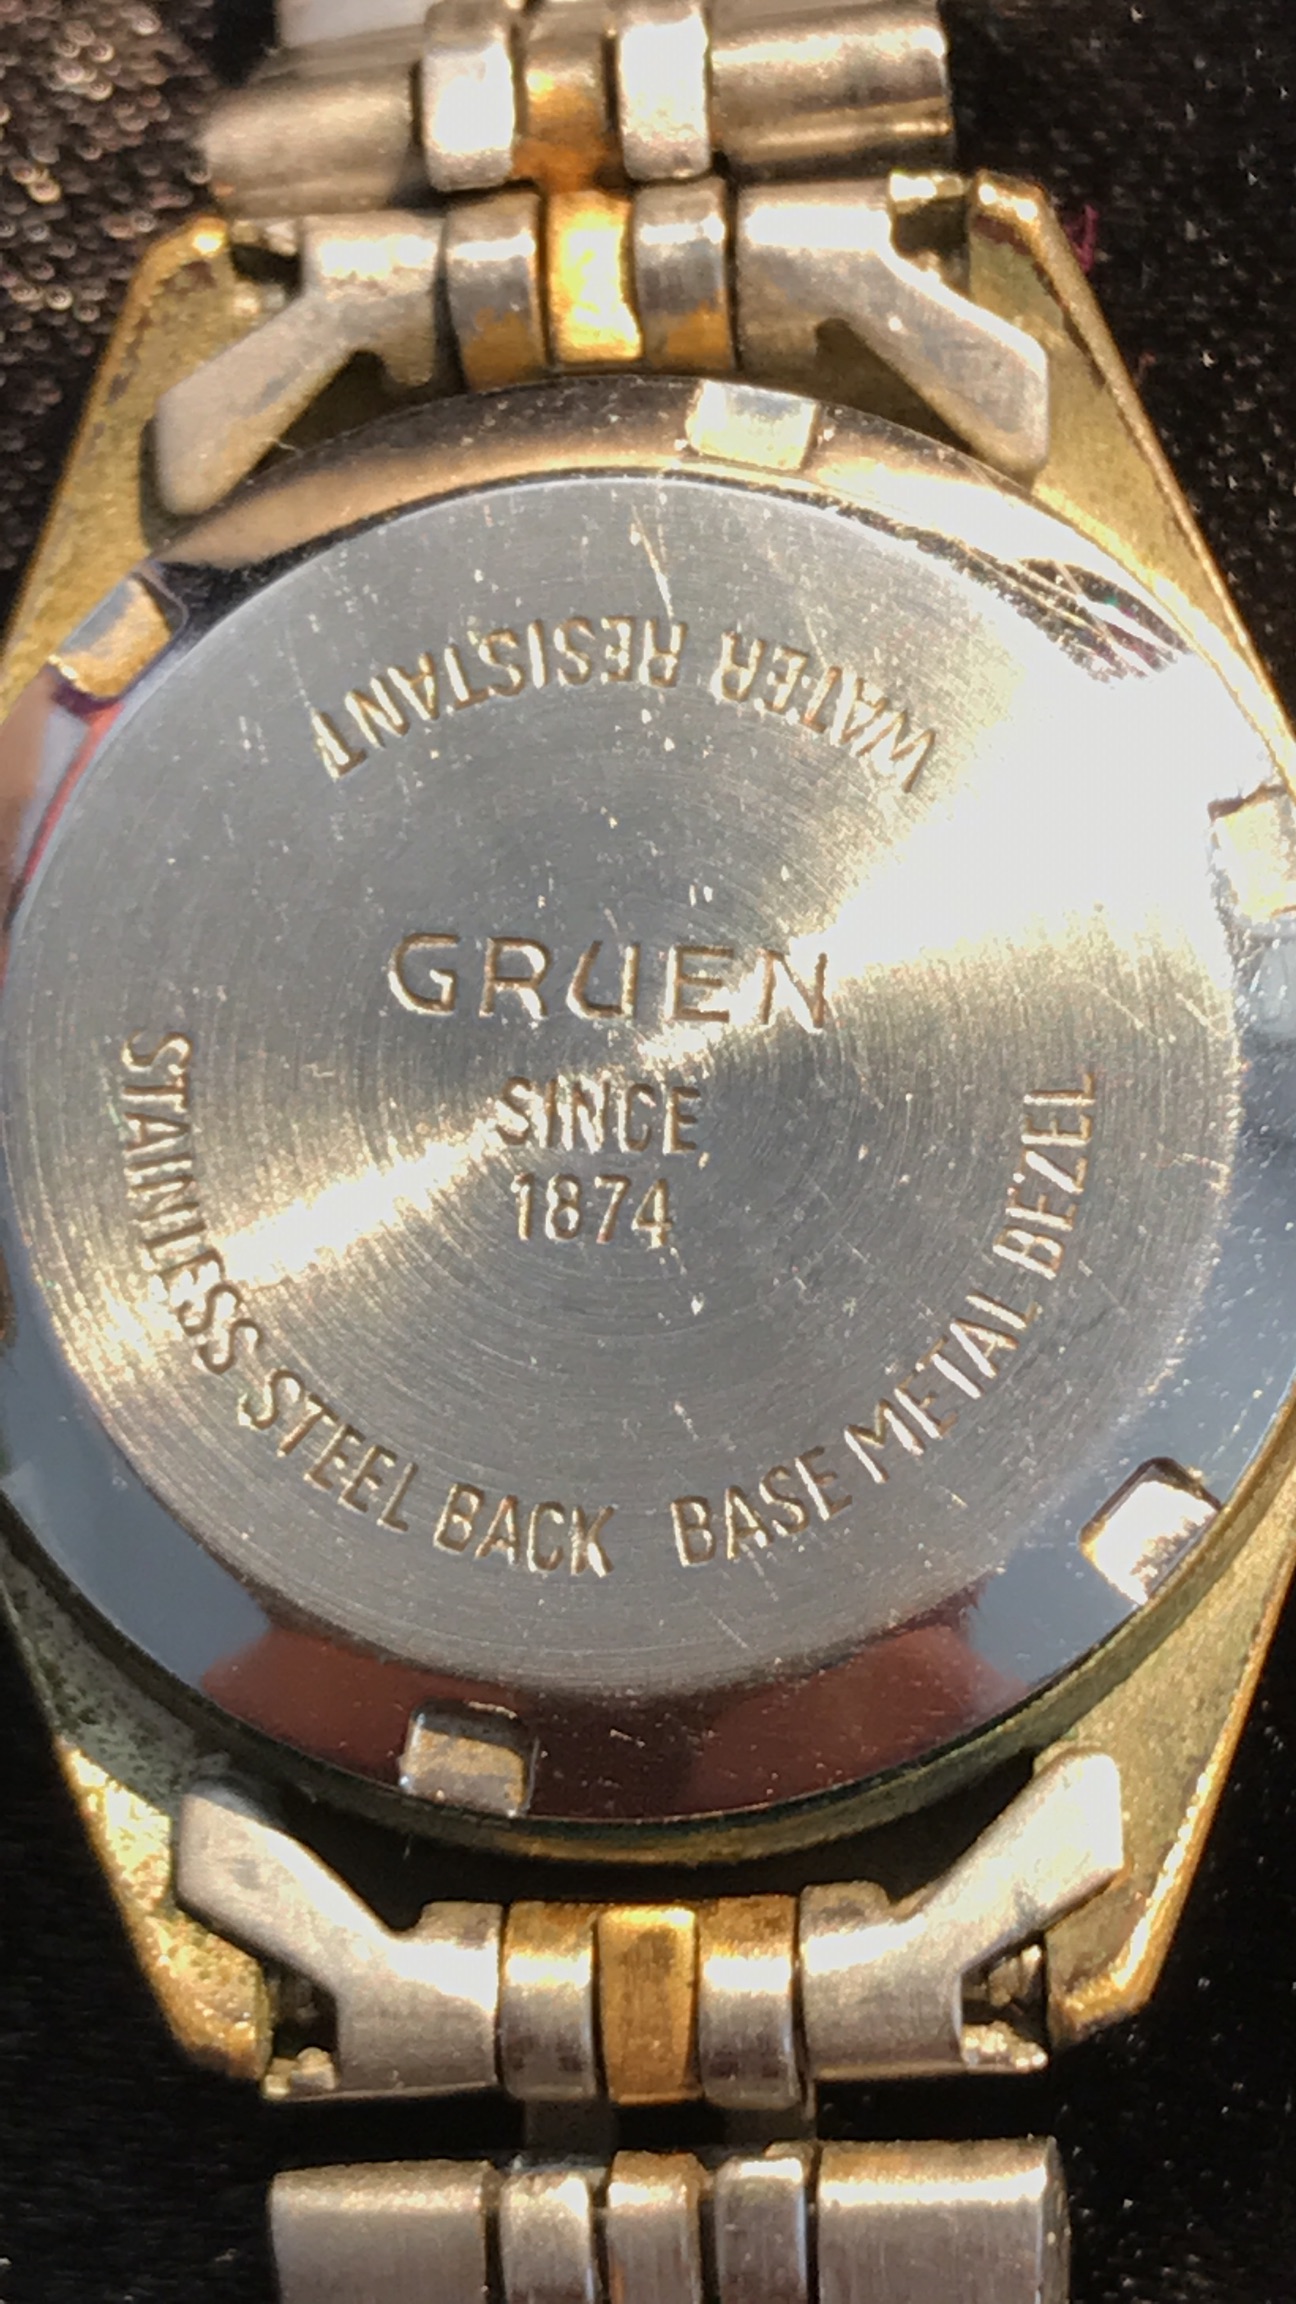 WATER RESISTANT
GRUEN
SINCE
1874
STAINLESS STEEL BACK BASE METAL BEZEL